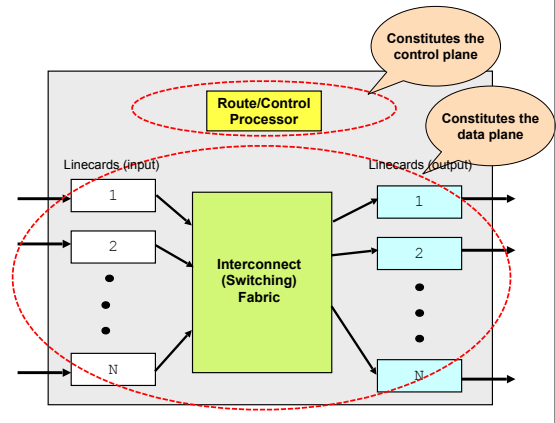 Constitutes the
control plane
Route/Control
Processor
Constitutes the
data plane
Linecards (input)
Linecards (output)
1
1
2
2
Interconnect
(Switching)
Fabric
N
N